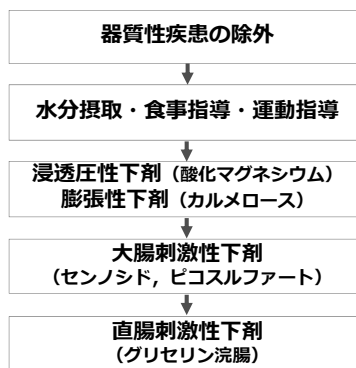 器質性疾患の除外
水分摂取・食事指導・運動指導
浸透圧性下剤（酸化マグネシウム）
膨張性下剤（カルメロース）
大腸刺激性下剤
（センノシド，ピコスルファート）
直腸刺激性下剤
（グリセリン浣腸）